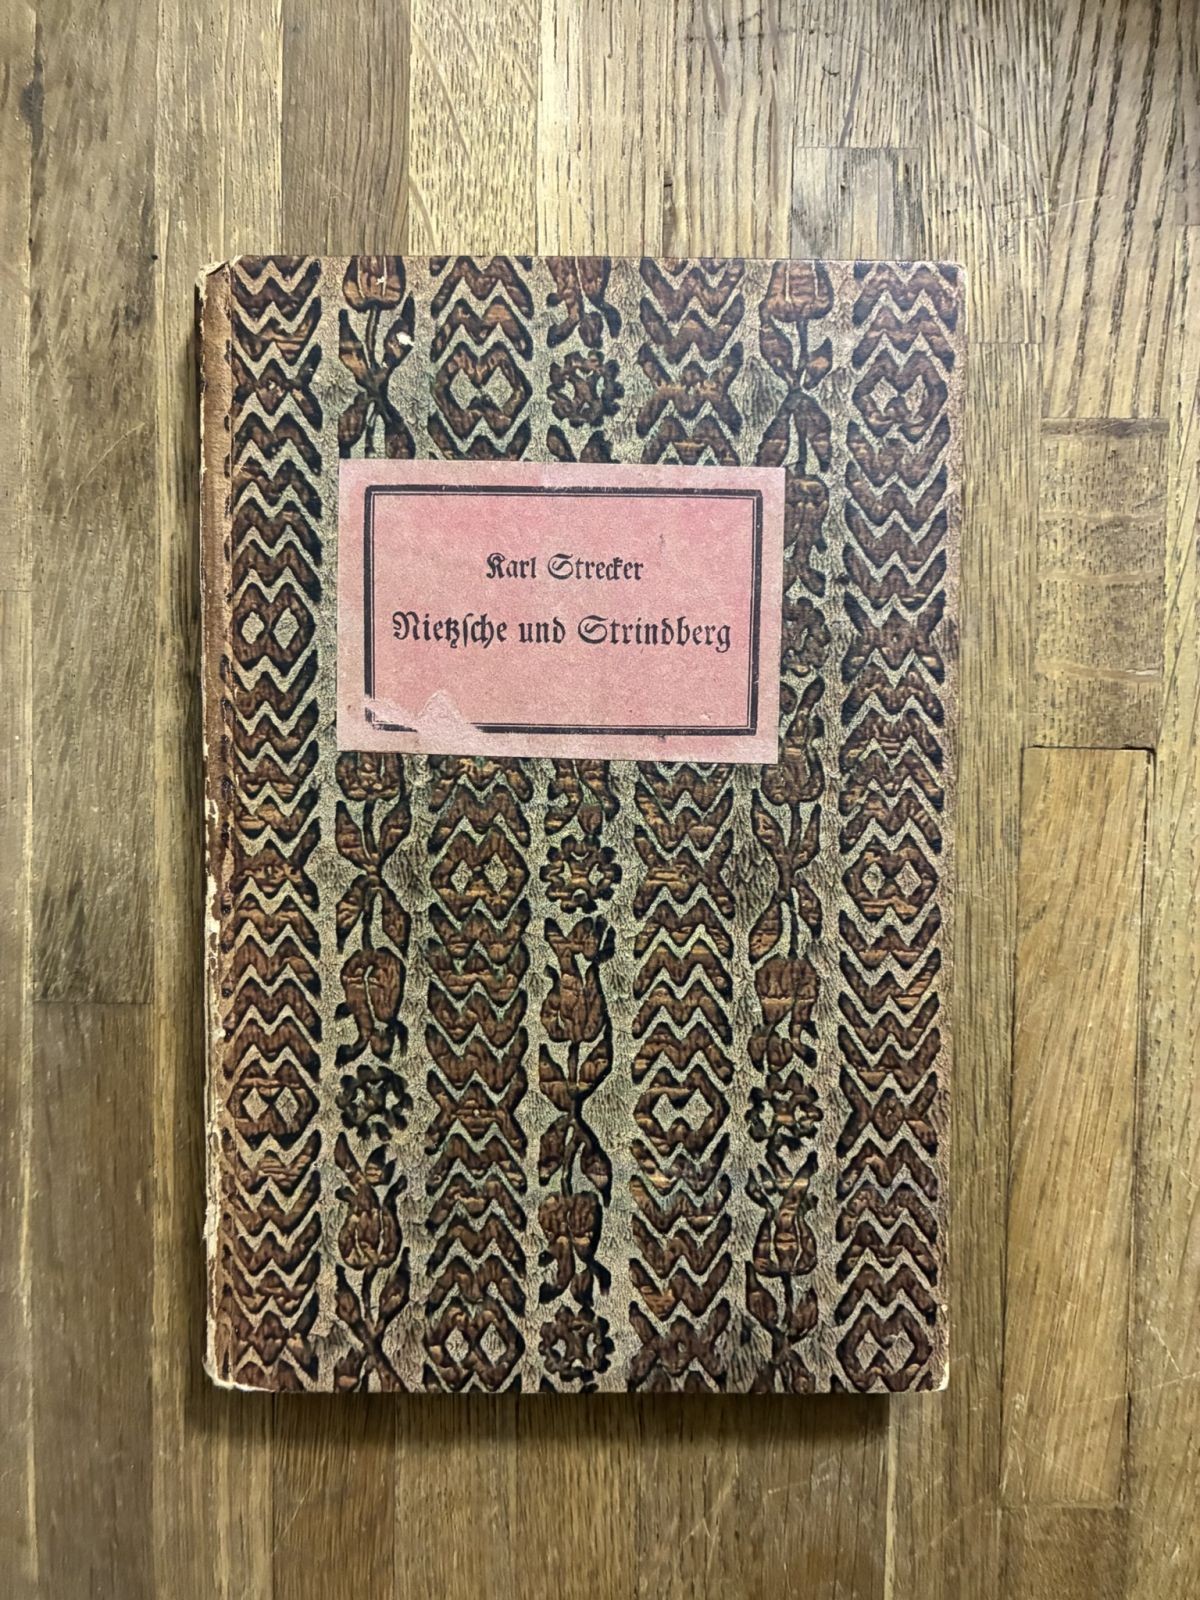 Karl Strecker
Nietzsche und Strindberg